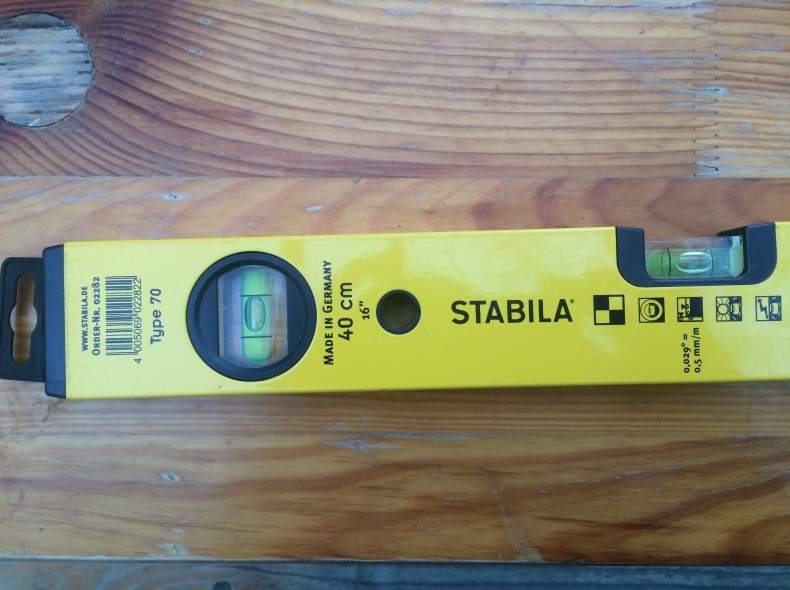 www.STABILA.DE
ORDER-NR. 02282
4 005069 022822
Type 70
MADE IN GERMANY
40 cm
16"
STABILA®
0,029° =
0,5 mm/m